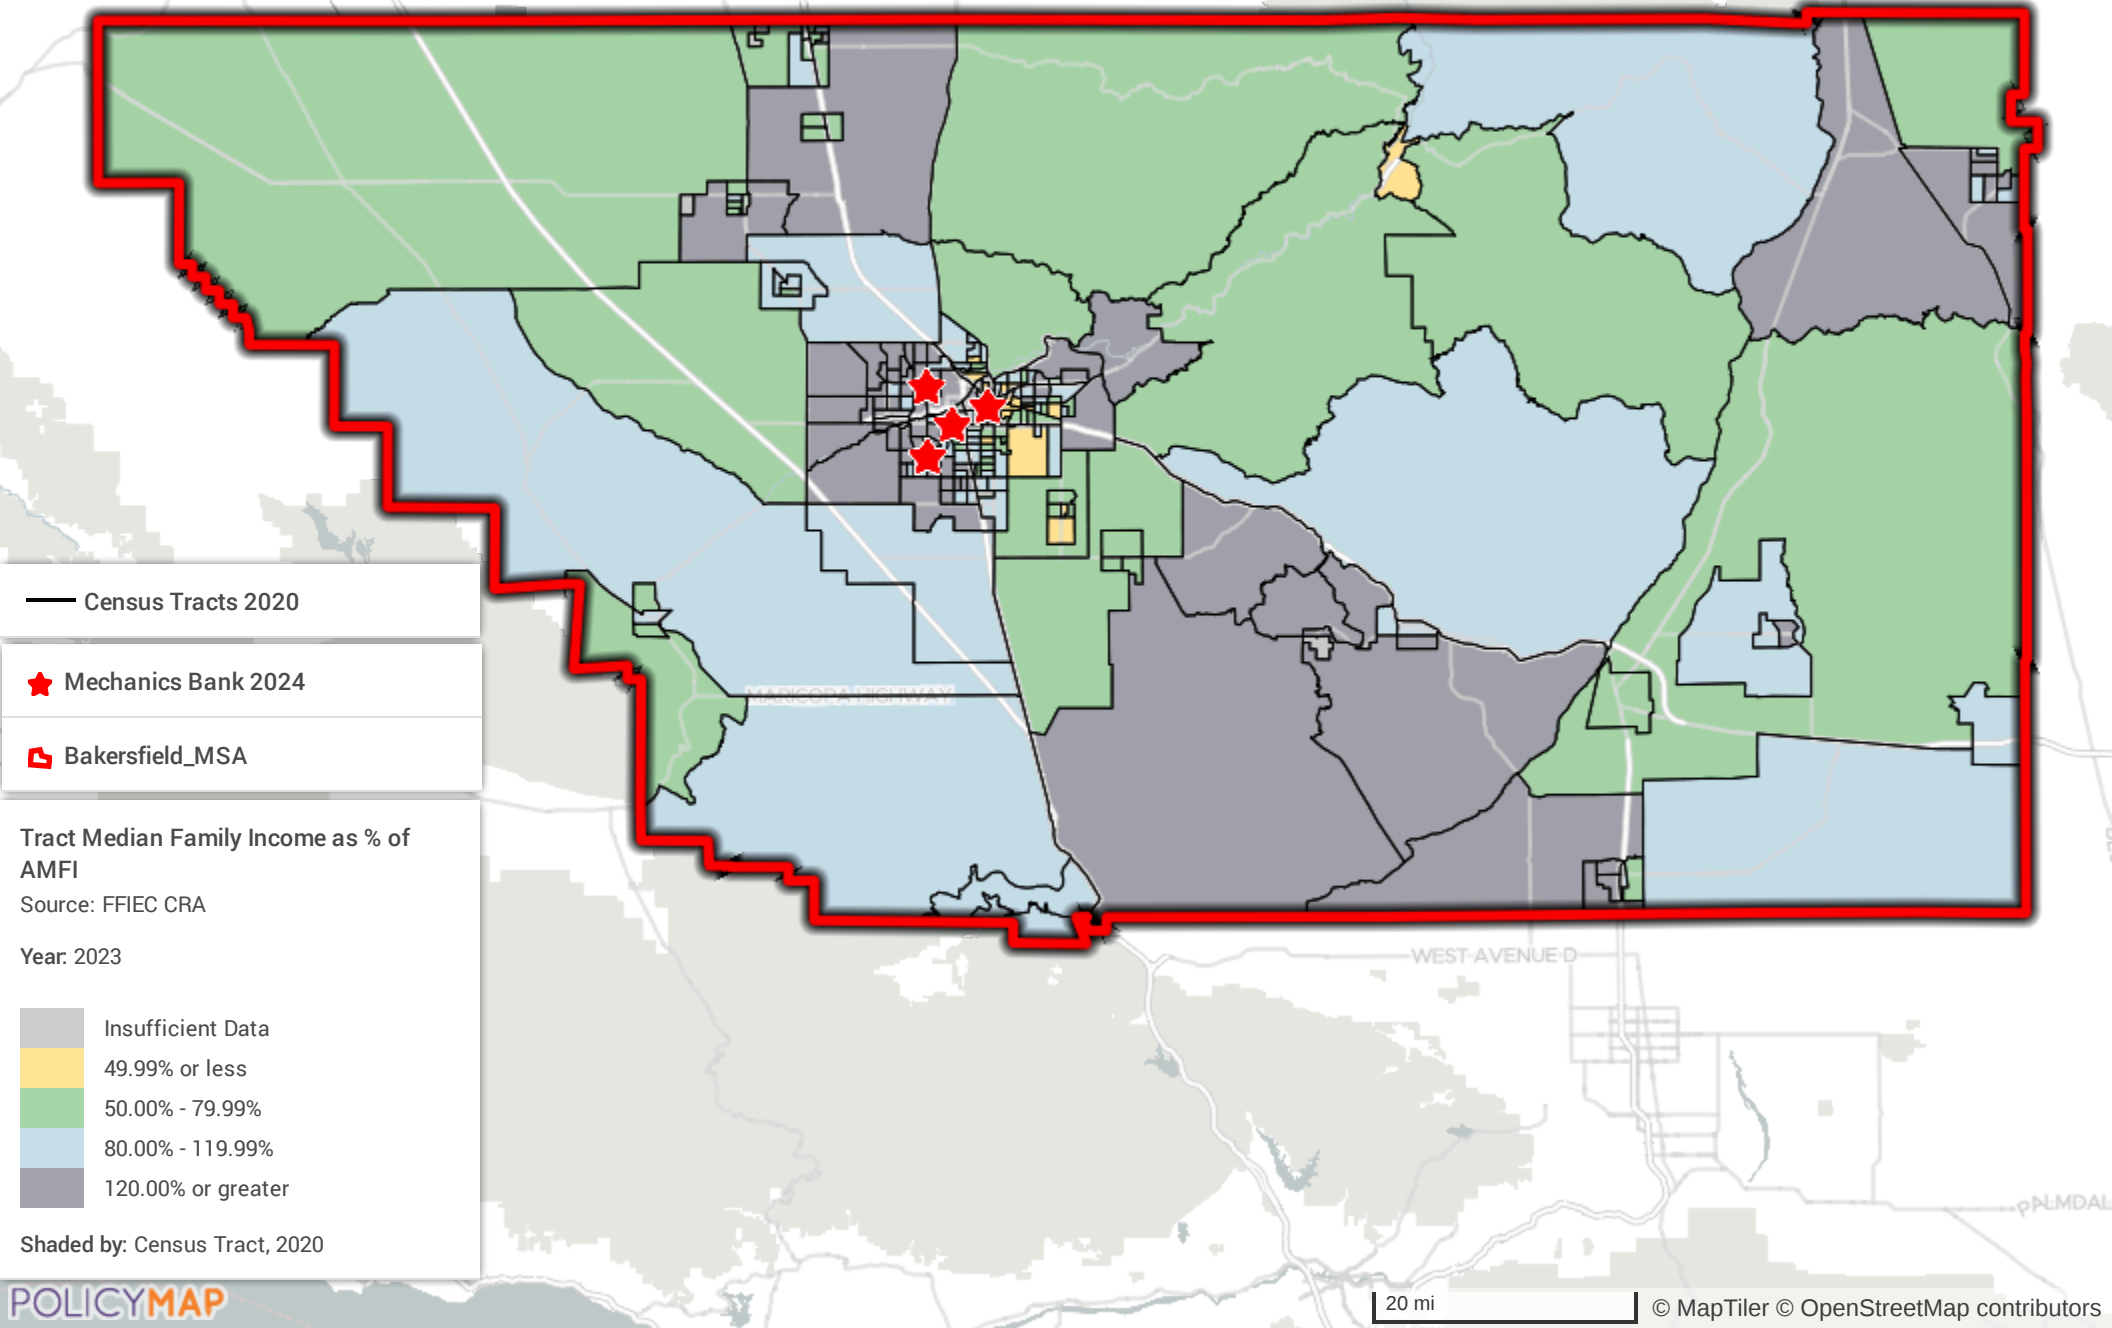 MARICOPA HIGHWAY
Census Tracts 2020
Mechanics Bank 2024
Bakersfield_MSA
Tract Median Family Income as % of
AMFI
Source: FFIEC CRA
Year: 2023
Insufficient Data
49.99% or less
50.00% - 79.99%
80.00% - 119.99%
120.00% or greater
Shaded by: Census Tract, 2020
POLICYMAP
WEST AVENUE D
PALMDAL
20 mi
© MapTiler © OpenStreetMap contributors